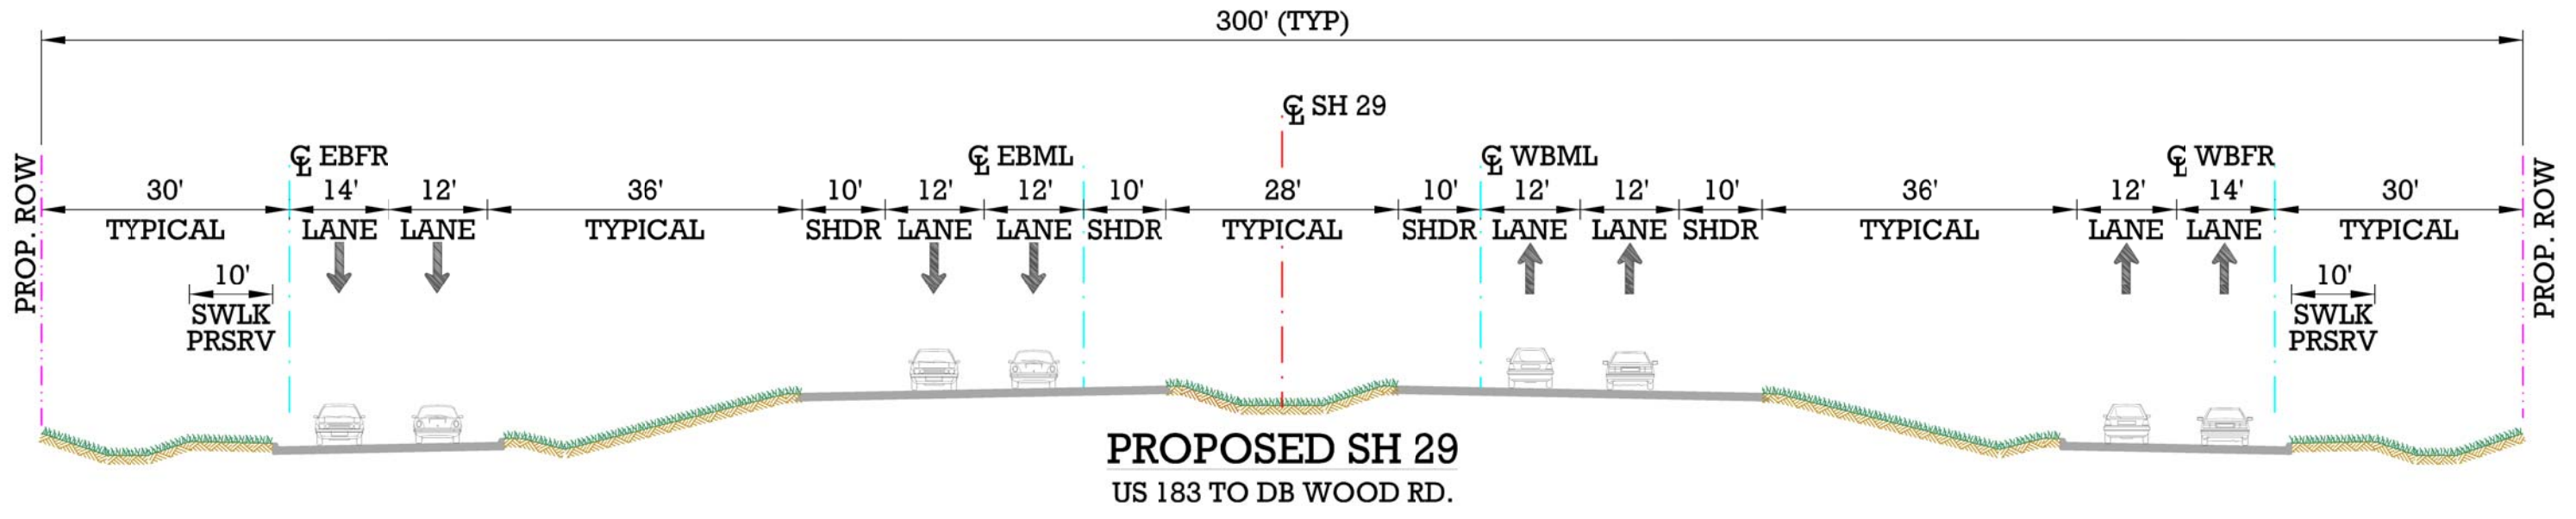 300' (TYP)
℄ SH 29
℄ EBFR ℄ EBML ℄ WBML ℄ WBFR
PROP. ROW
30' 14' 12' 36' 10' 12' 12' 10' 28' 10' 12' 12' 10' 36' 12' 14' 30'
TYPICAL LANE LANE TYPICAL SHDR LANE LANE SHDR TYPICAL SHDR LANE LANE SHDR TYPICAL LANE LANE TYPICAL
PROP. ROW
10' 10'
SWLK SWLK
PRSRV PRSRV
PROPOSED SH 29
US 183 TO DB WOOD RD.